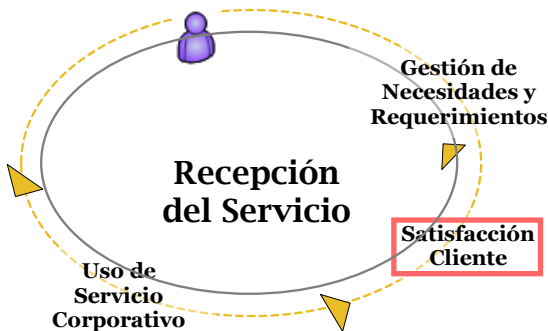 Gestión de
Necesidades y
Requerimientos
Recepción
del Servicio
Satisfacción
Cliente
Uso de
Servicio
Corporativo